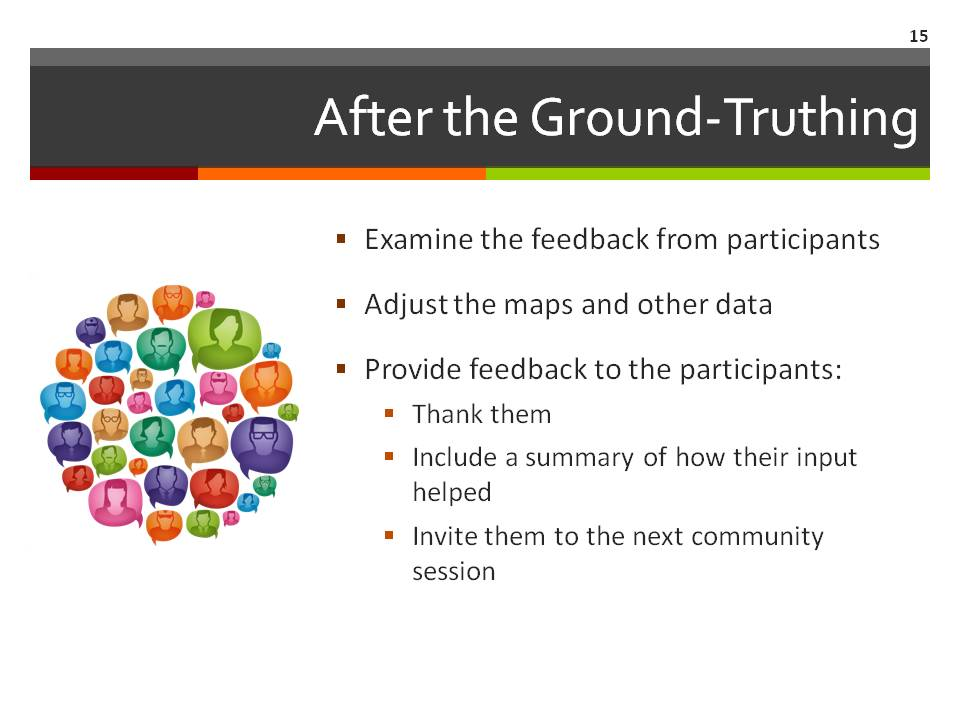 15
After the Ground-Truthing
▪ Examine the feedback from participants
▪ Adjust the maps and other data
▪ Provide feedback to the participants:
▪ Thank them
▪ Include a summary of how their input
helped
▪ Invite them to the next community
session